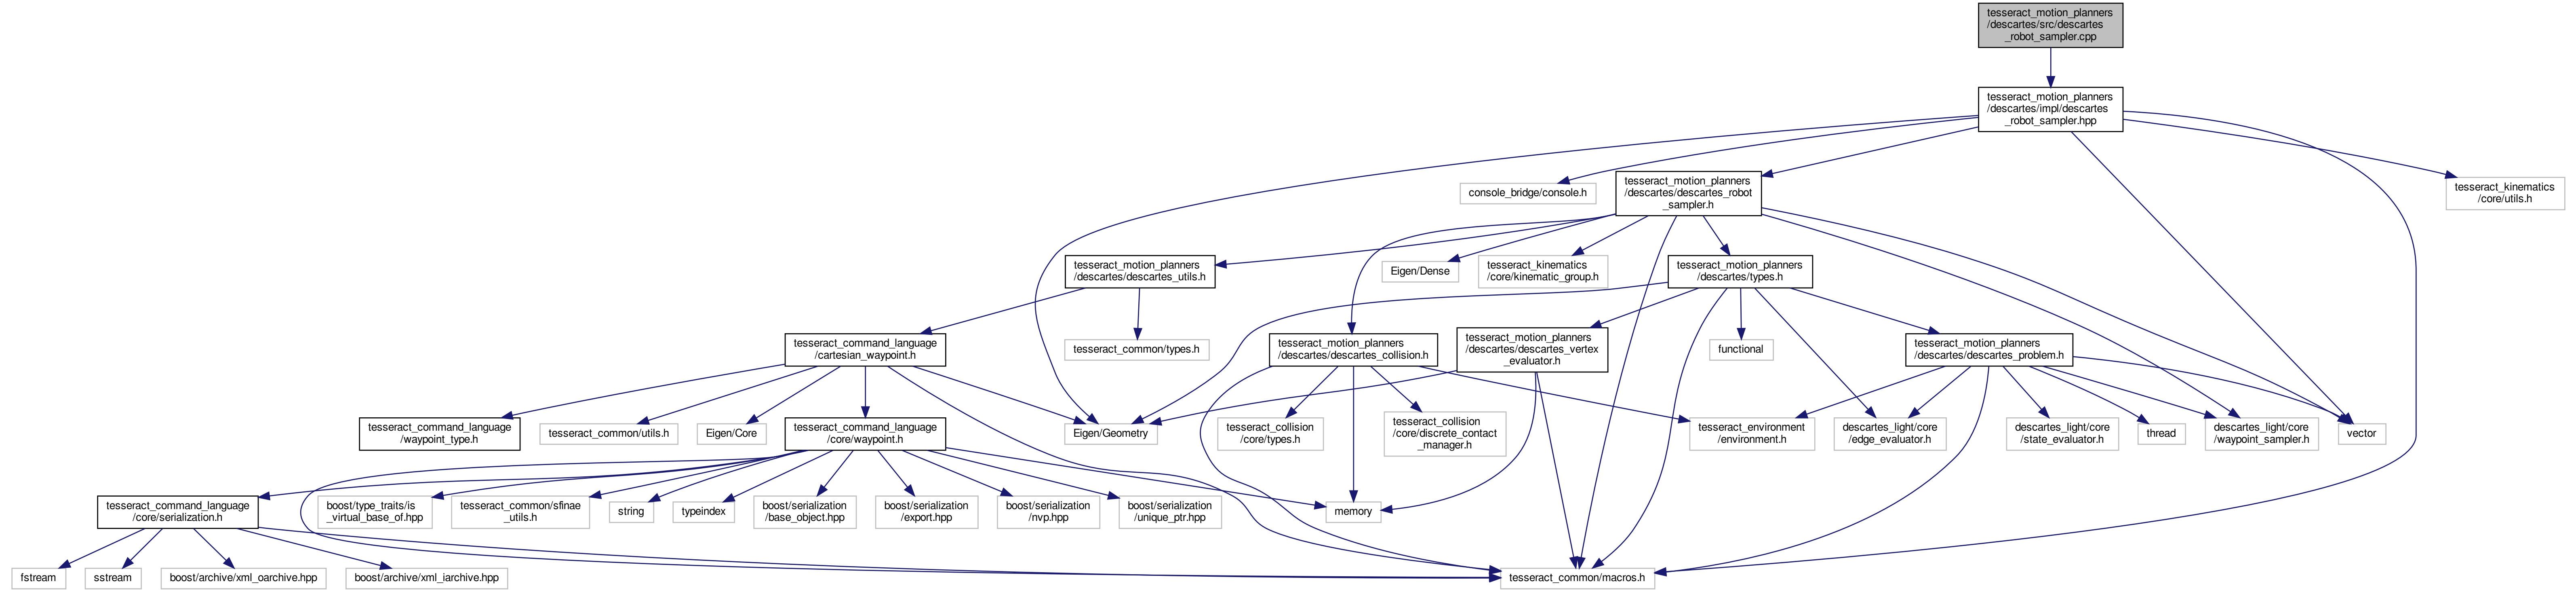 tesseract_motion_planners
/descartes/src/descartes
_robot_sampler.cpp
tesseract_motion_planners
/descartes/impl/descartes
_robot_sampler.hpp
console_bridge/console.h
tesseract_motion_planners
/descartes/descartes_robot
_sampler.h
tesseract_kinematics
/core/utils.h
tesseract_motion_planners
/descartes/descartes_utils.h
Eigen/Dense
tesseract_kinematics
/core/kinematic_group.h
tesseract_motion_planners
/descartes/types.h
tesseract_command_language
/cartesian_waypoint.h
tesseract_common/types.h
tesseract_motion_planners
/descartes/descartes_collision.h
tesseract_motion_planners
/descartes/descartes_vertex
_evaluator.h
functional
tesseract_motion_planners
/descartes/descartes_problem.h
tesseract_command_language
/waypoint_type.h
tesseract_common/utils.h
Eigen/Core
tesseract_command_language
/core/waypoint.h
Eigen/Geometry
tesseract_collision
/core/types.h
tesseract_collision
/core/discrete_contact
_manager.h
tesseract_environment
/environment.h
descartes_light/core
/edge_evaluator.h
descartes_light/core
/state_evaluator.h
thread
descartes_light/core
/waypoint_sampler.h
vector
tesseract_command_language
/core/serialization.h
boost/type_traits/is
_virtual_base_of.hpp
tesseract_common/sfinae
_utils.h
string
typeindex
boost/serialization
/base_object.hpp
boost/serialization
/export.hpp
boost/serialization
/nvp.hpp
boost/serialization
/unique_ptr.hpp
memory
fstream
sstream
boost/archive/xml_oarchive.hpp
boost/archive/xml_iarchive.hpp
tesseract_common/macros.h